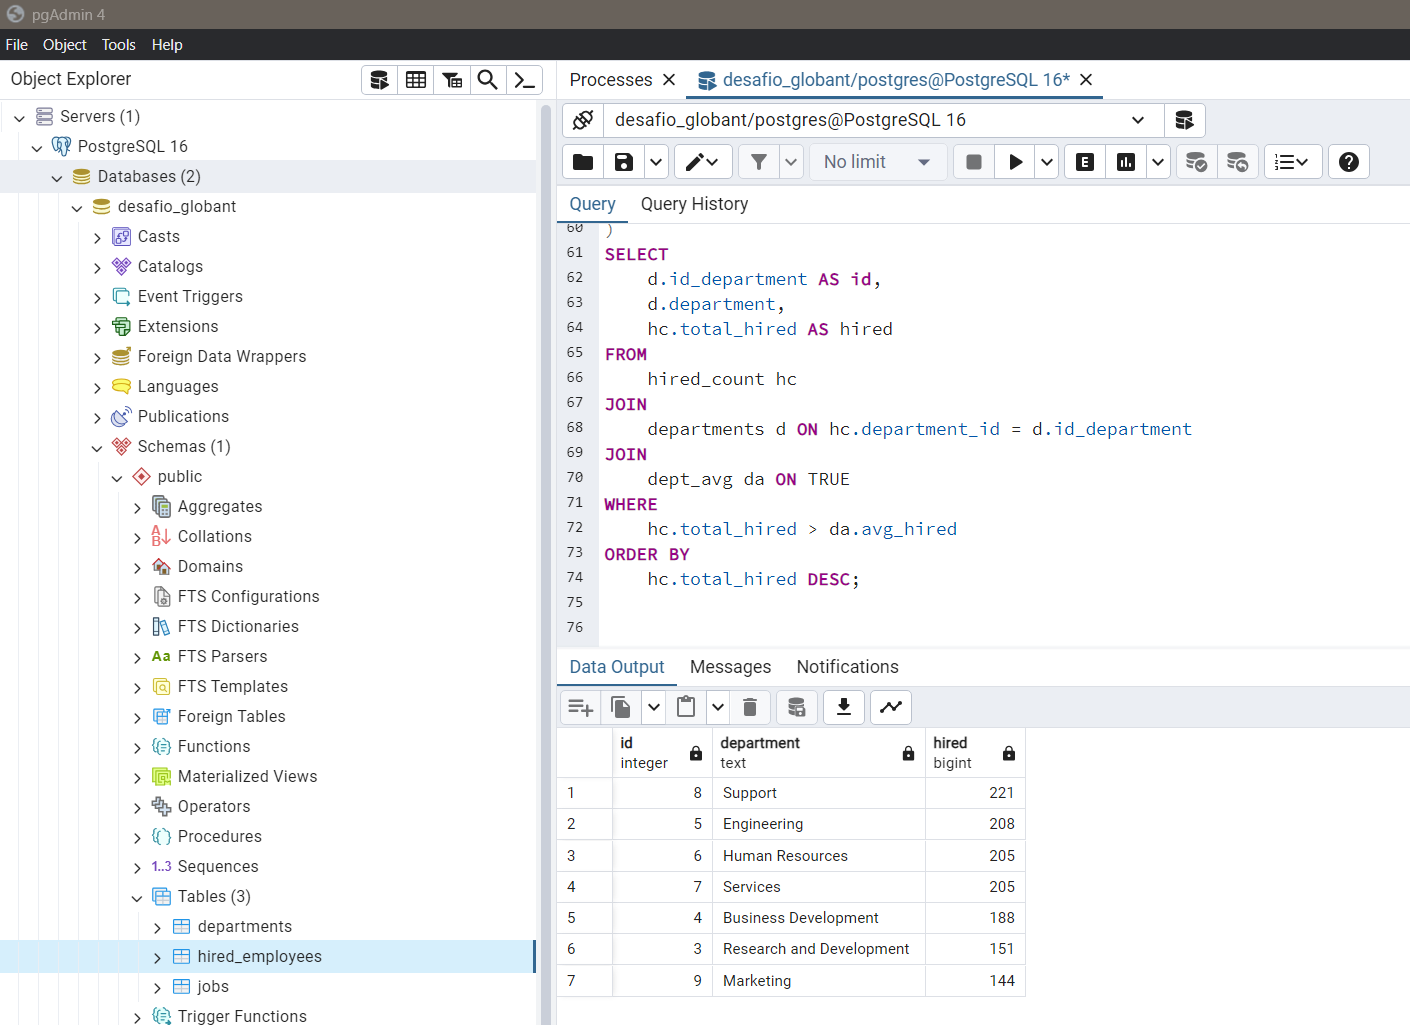 pgAdmin 4
File Object Tools Help
Object Explorer
Servers (1)
PostgreSQL 16
Databases (2)
desafio_globant
Casts
Catalogs
Event Triggers
Extensions
Foreign Data Wrappers
Languages
Publications
Schemas (1)
public
Aggregates
Collations
Domains
FTS Configurations
FTS Dictionaries
Aa FTS Parsers
FTS Templates
Foreign Tables
Functions
Materialized Views
Operators
Procedures
1..3 Sequences
Tables (3)
departments
hired_employees
jobs
Trigger Functions
Processes desafio_globant/postgres@PostgreSQL 16*
desafio_globant/postgres@PostgreSQL 16
No limit E
Query Query History
60 )
61 SELECT
62 d.id_department AS id,
63 d.department,
64 hc.total_hired AS hired
65 FROM
66 hired_count hc
67 JOIN
68 departments d ON hc.department_id = d.id_department
69 JOIN
70 dept_avg da ON TRUE
71 WHERE
72 hc.total_hired > da.avg_hired
73 ORDER BY
74 hc.total_hired DESC;
75
76
Data Output Messages Notifications
id department hired
integer text bigint
1 8 Support 221
2 5 Engineering 208
3 6 Human Resources 205
4 7 Services 205
5 4 Business Development 188
6 3 Research and Development 151
7 9 Marketing 144